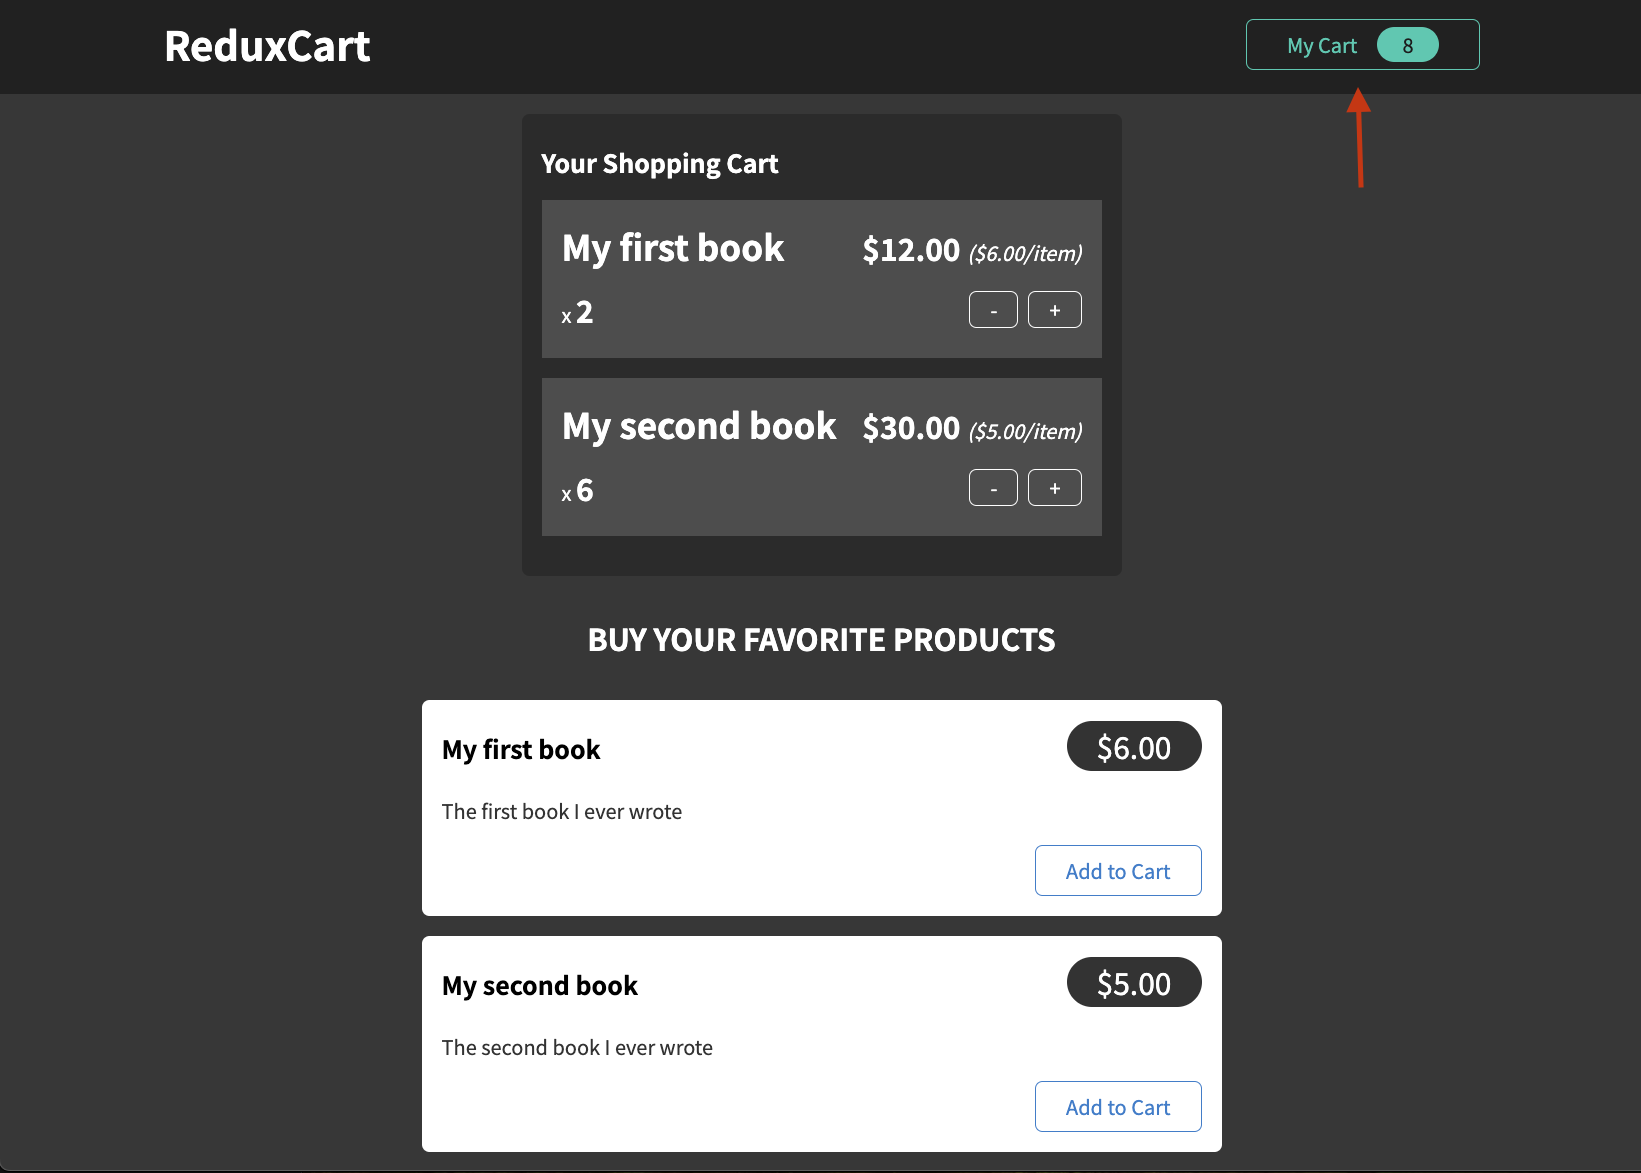 ReduxCart
My Cart 8
Your Shopping Cart
My first book $12.00 ($6.00/item)
x 2 - +
My second book $30.00 ($5.00/item)
x 6 - +
BUY YOUR FAVORITE PRODUCTS
My first book $6.00
The first book I ever wrote
Add to Cart
My second book $5.00
The second book I ever wrote
Add to Cart